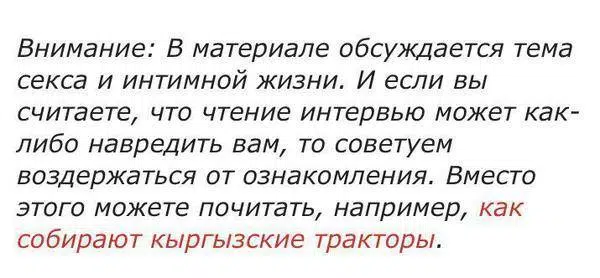 Внимание: В материале обсуждается тема
секса и интимной жизни. И если вы
считаете, что чтение интервью может как-
либо навредить вам, то советуем
воздержаться от ознакомления. Вместо
этого можете почитать, например, как
собирают кыргызские тракторы.